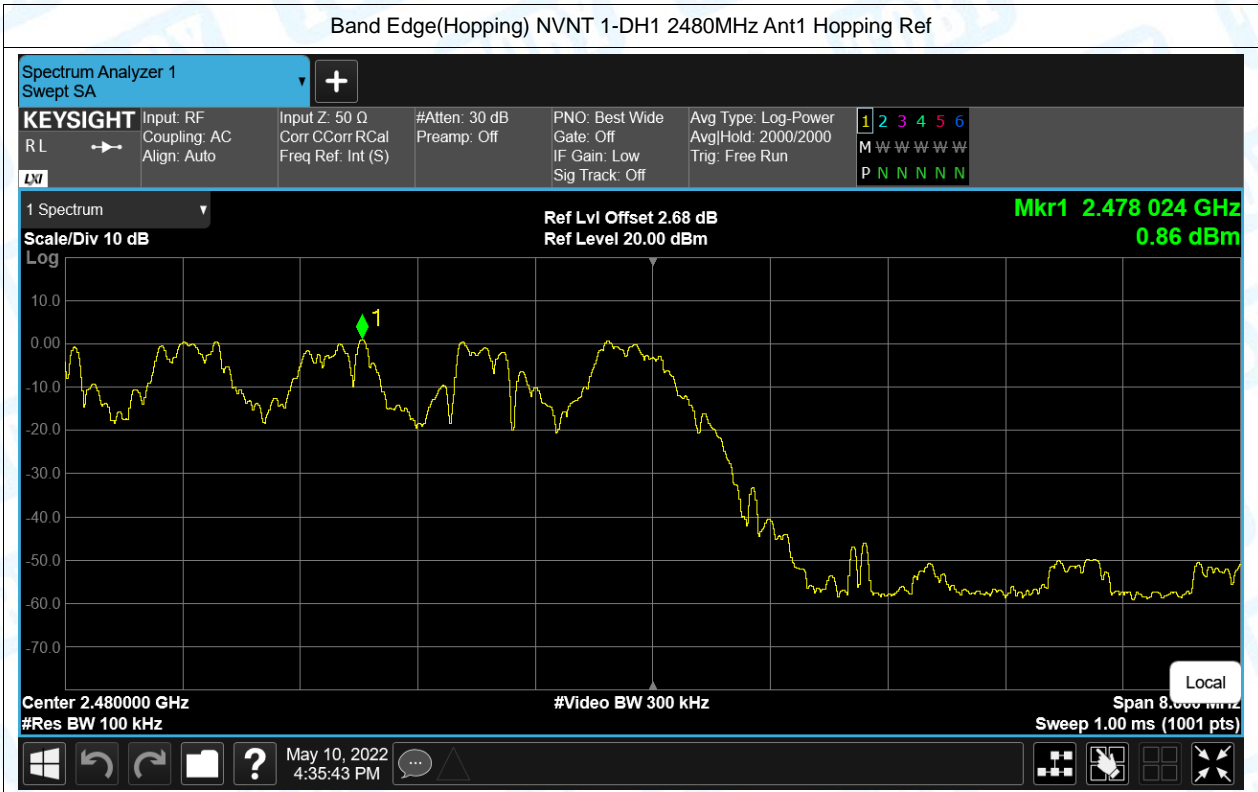 Band Edge(Hopping) NVNT 1-DH1 2480MHz Ant1 Hopping Ref
Spectrum Analyzer 1
Swept SA
KEYSIGHT
RL
LXI
Input: RF
Coupling: AC
Align: Auto
Input Z: 50 Ω
Corr CCorr RCal
Freq Ref: Int (S)
#Atten: 30 dB
Preamp: Off
PNO: Best Wide
Gate: Off
IF Gain: Low
Sig Track: Off
Avg Type: Log-Power
Avg|Hold: 2000/2000
Trig: Free Run
1 2 3 4 5 6
M W W W W W
P N N N N N
1 Spectrum
Scale/Div 10 dB
Ref Lvl Offset 2.68 dB
Ref Level 20.00 dBm
Mkr1 2.478 024 GHz
0.86 dBm
Log
10.0
0.00
-10.0
-20.0
-30.0
-40.0
-50.0
-60.0
-70.0
1
Center 2.480000 GHz
#Res BW 100 kHz
#Video BW 300 kHz
Local
Span 8.000 MHz
Sweep 1.00 ms (1001 pts)
May 10, 2022
4:35:43 PM